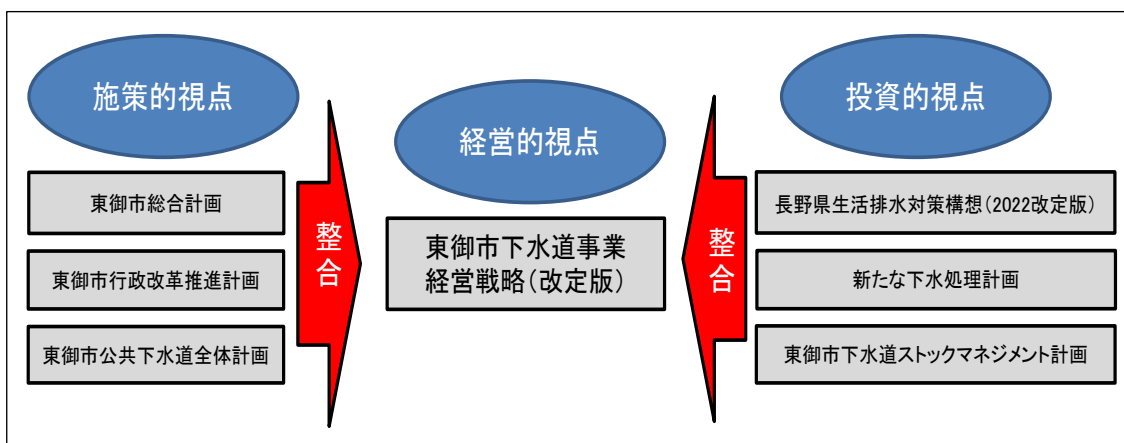 施策的視点
東御市総合計画
東御市行政改革推進計画
東御市公共下水道全体計画
整合
経営的視点
東御市下水道事業
経営戦略(改定版)
整合
投資的視点
長野県生活排水対策構想(2022改定版)
新たな下水処理計画
東御市下水道ストックマネジメント計画